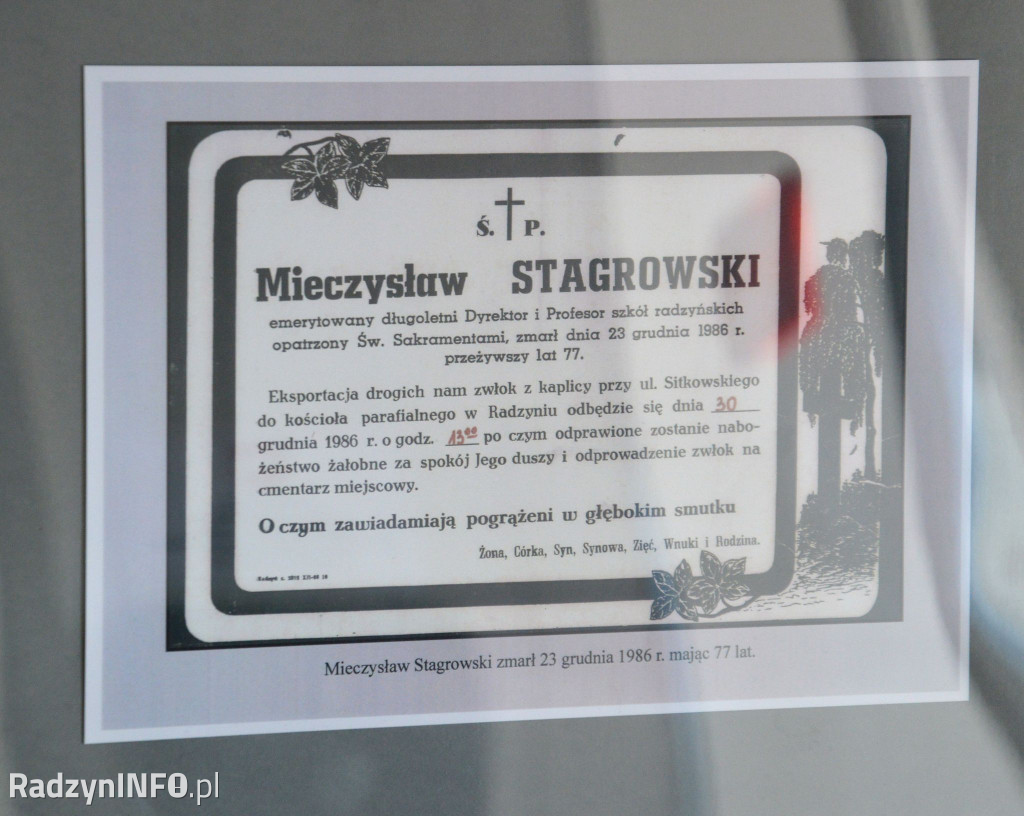 Ś. P.
Mieczysław STAGROWSKI
emerytowany długoletni Dyrektor i Profesor szkół radzyńskich
opatrzony Św. Sakramentami, zmarł dnia 23 grudnia 1986 r.
przeżywszy lat 77.
Eksportacja drogich nam zwłok z kaplicy przy ul. Sitkowskiego
do kościoła parafialnego w Radzyniu odbędzie się dnia 30
grudnia 1986 r. o godz. 13⁰⁰ po czym odprawione zostanie nabo-
żeństwo żałobne za spokój Jego duszy i odprowadzenie zwłok na
cmentarz miejscowy.
O czym zawiadamiają pogrążeni w głębokim smutku
Żona, Córka, Syn, Synowa, Zięć, Wnuki i Rodzina.
Mieczysław Stagrowski zmarł 23 grudnia 1986 r. mając 77 lat.
RadzynINFO.pl